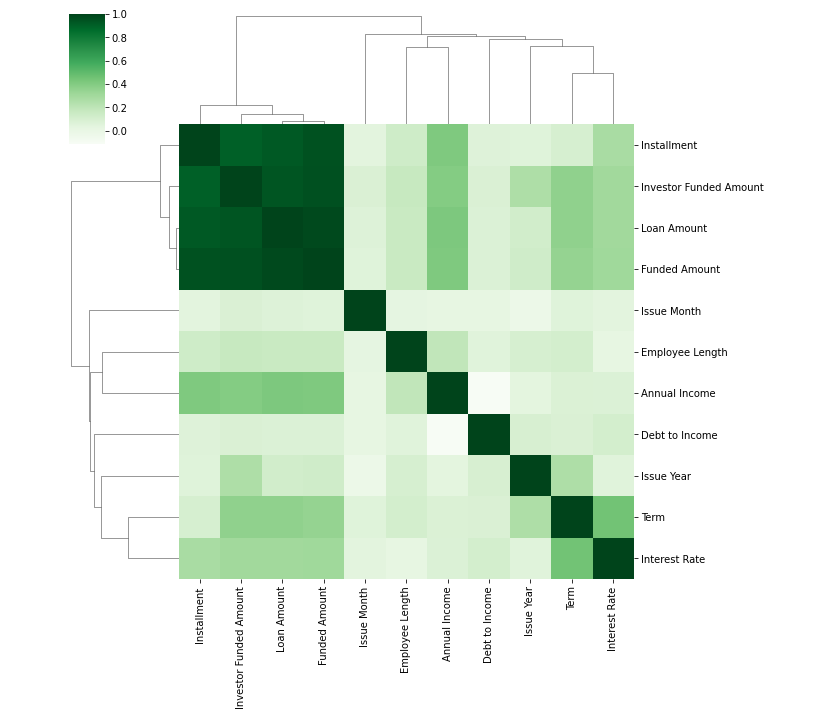 1.0
0.8
0.6
0.4
0.2
0.0
Installment
Investor Funded Amount
Loan Amount
Funded Amount
Issue Month
Employee Length
Annual Income
Debt to Income
Issue Year
Term
Interest Rate
Installment
Investor Funded Amount
Loan Amount
Funded Amount
Issue Month
Employee Length
Annual Income
Debt to Income
Issue Year
Term
Interest Rate